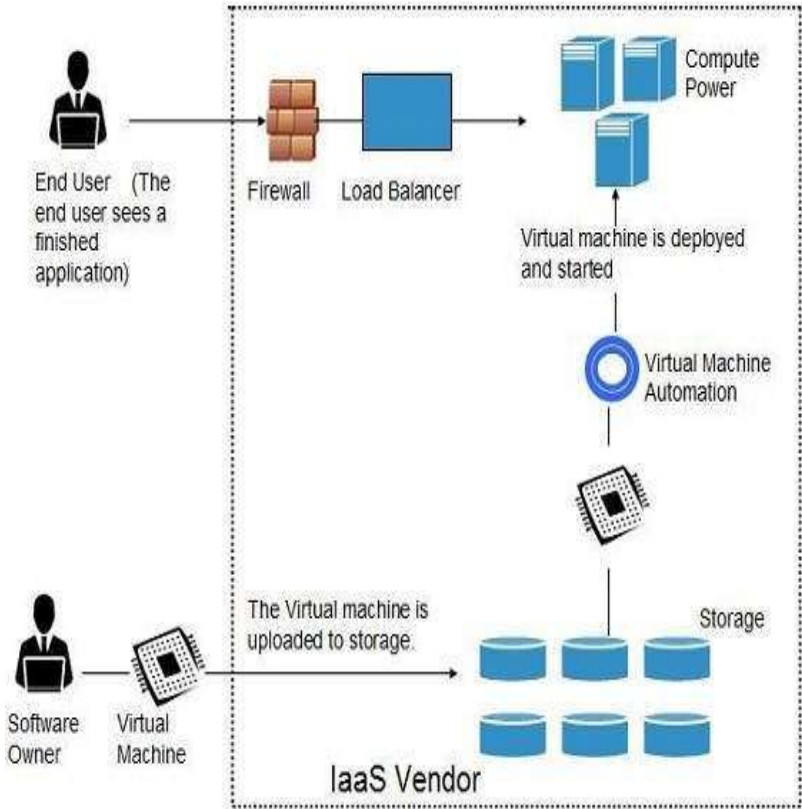 Compute
Power
End User    (The
end user sees a
finished
application)
Firewall
Load Balancer
Virtual machine is deployed
and started
Virtual Machine
Automation
The Virtual machine is
uploaded to storage.
Storage
Software
Owner
Virtual
Machine
IaaS Vendor